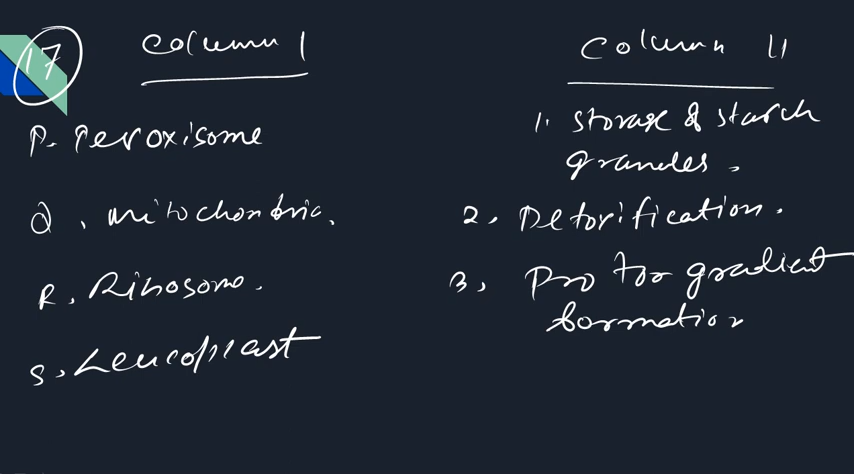 17
Column I
Column II
P. Peroxisome
1. Storage of starch
granules.
Q. Mitochondria.
2. Detoxification.
R. Ribosome.
3. Proton gradient
formation
S. Leucoplast